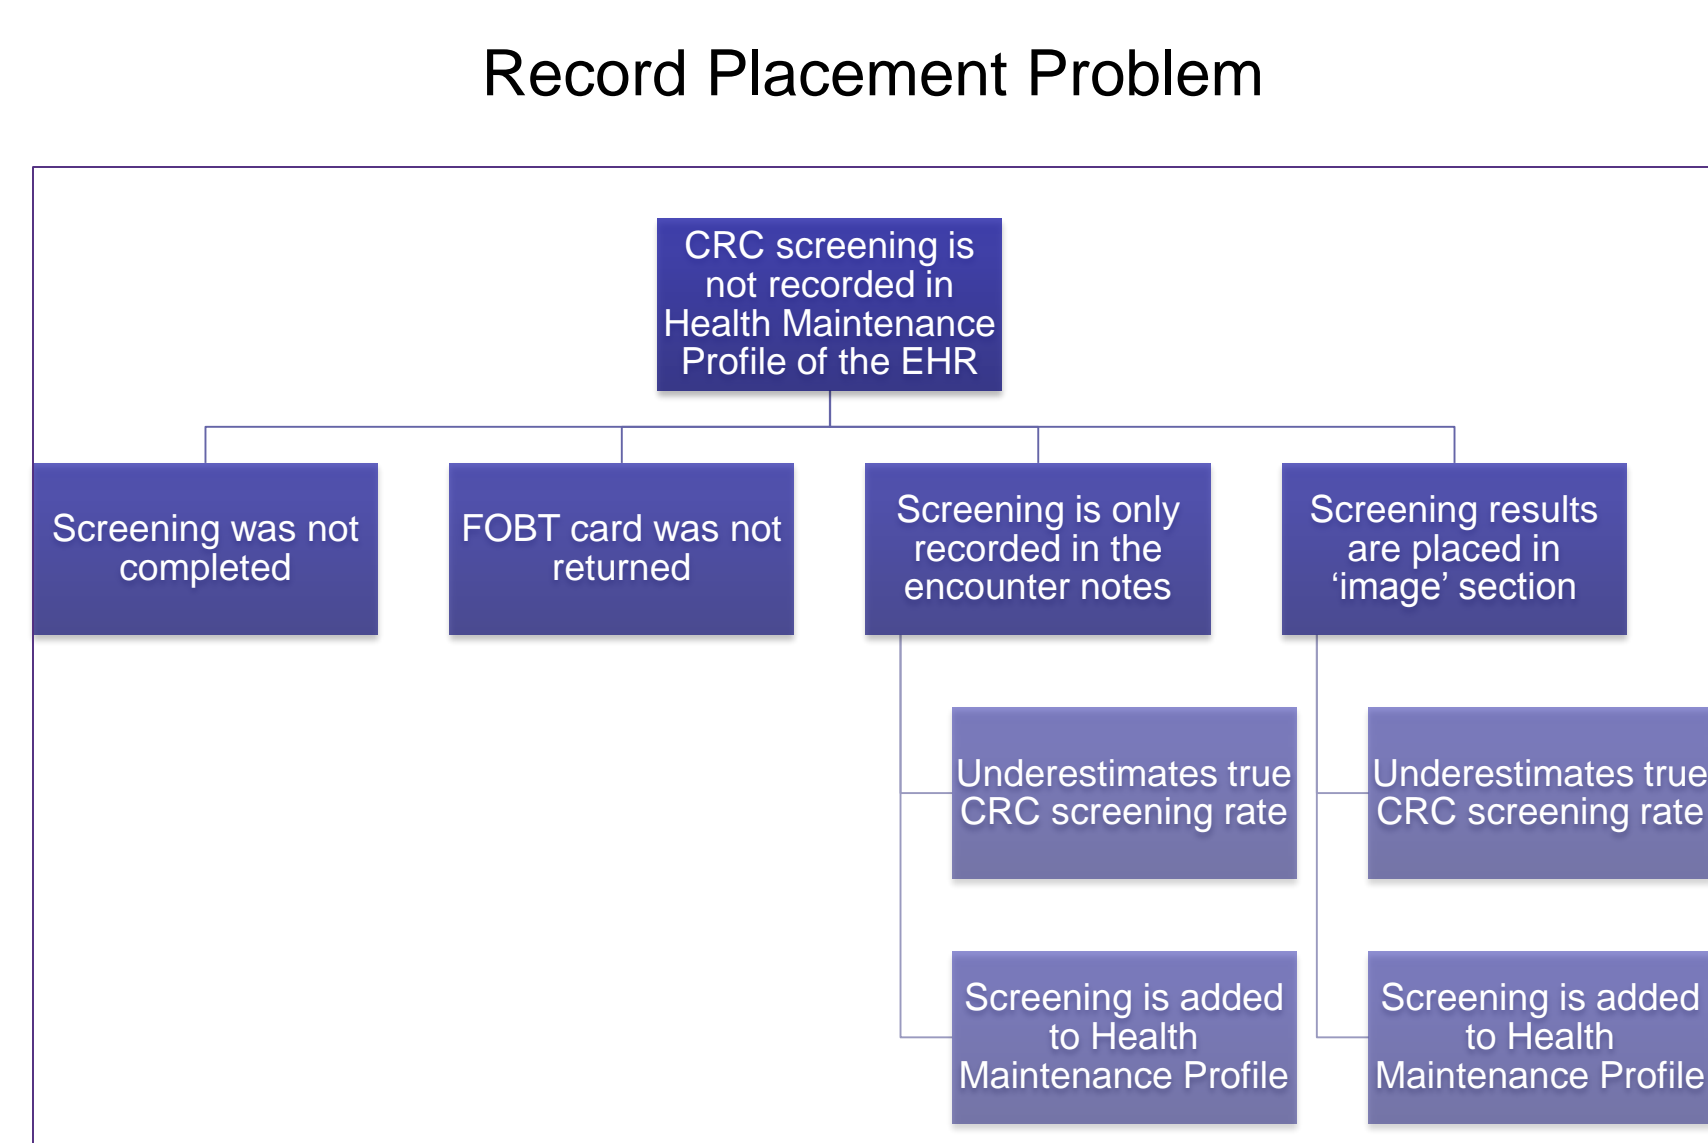 Record Placement Problem
CRC screening is
not recorded in
Health Maintenance
Profile of the EHR
Screening was not
completed
FOBT card was not
returned
Screening is only
recorded in the
encounter notes
Screening results
are placed in
‘image’ section
Underestimates true
CRC screening rate
Underestimates true
CRC screening rate
Screening is added
to Health
Maintenance Profile
Screening is added
to Health
Maintenance Profile